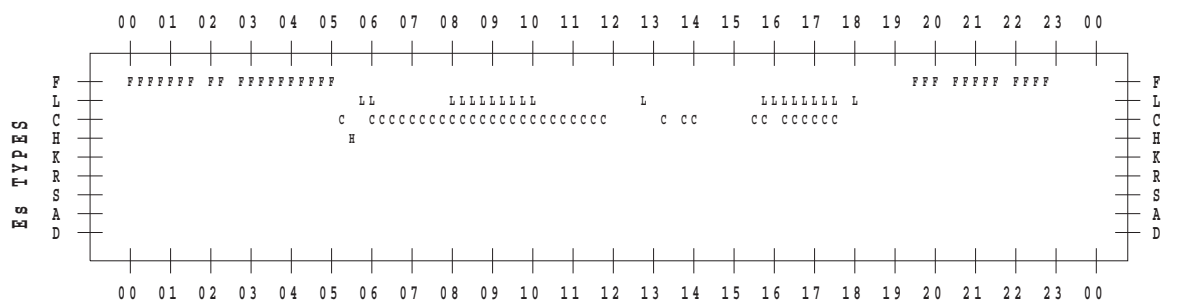 00 01 02 03 04 05 06 07 08 09 10 11 12 13 14 15 16 17 18 19 20 21 22 23 00
F FFFFFFF FF FFFFFFFFFF FFF FFFFF FFFF F
L LL LLLLLLLLL L LLLLLLLL L L
C C CCCCCCCCCCCCCCCCCCCCCCCC C CC CC CCCCCC C
H H H
K K
R R
S S
A A
D D
Es TYPES
00 01 02 03 04 05 06 07 08 09 10 11 12 13 14 15 16 17 18 19 20 21 22 23 00